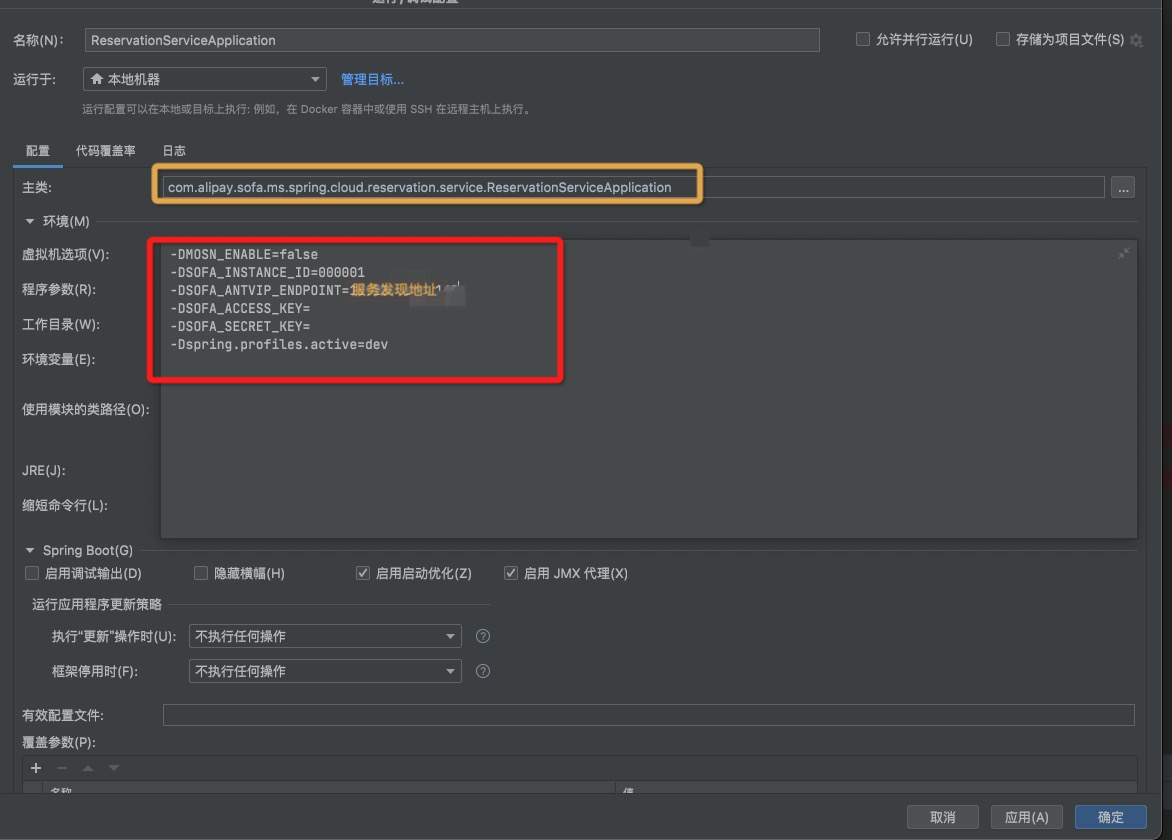 运行/调试配置
名称(N): ReservationServiceApplication 允许并行运行(U) 存储为项目文件(S)
运行于: 本地机器 管理目标...
运行配置可以在本地或目标上执行: 例如，在 Docker 容器中或使用 SSH 在远程主机上执行。
配置 代码覆盖率 日志
主类: com.alipay.sofa.ms.spring.cloud.reservation.service.ReservationServiceApplication ...
环境(M)
虚拟机选项(V): -DMOSN_ENABLE=false
-DSOFA_INSTANCE_ID=000001
程序参数(R): -DSOFA_ANTVIP_ENDPOINT=服务发现地址
-DSOFA_ACCESS_KEY=
工作目录(W): -DSOFA_SECRET_KEY=
-Dspring.profiles.active=dev
环境变量(E):
使用模块的类路径(O):
JRE(J):
缩短命令行(L):
Spring Boot(G)
启用调试输出(D) 隐藏横幅(H) 启用启动优化(Z) 启用 JMX 代理(X)
运行应用程序更新策略
执行“更新”操作时(U): 不执行任何操作 ?
框架停用时(F): 不执行任何操作 ?
有效配置文件:
覆盖参数(P):
名称 值
取消 应用(A) 确定